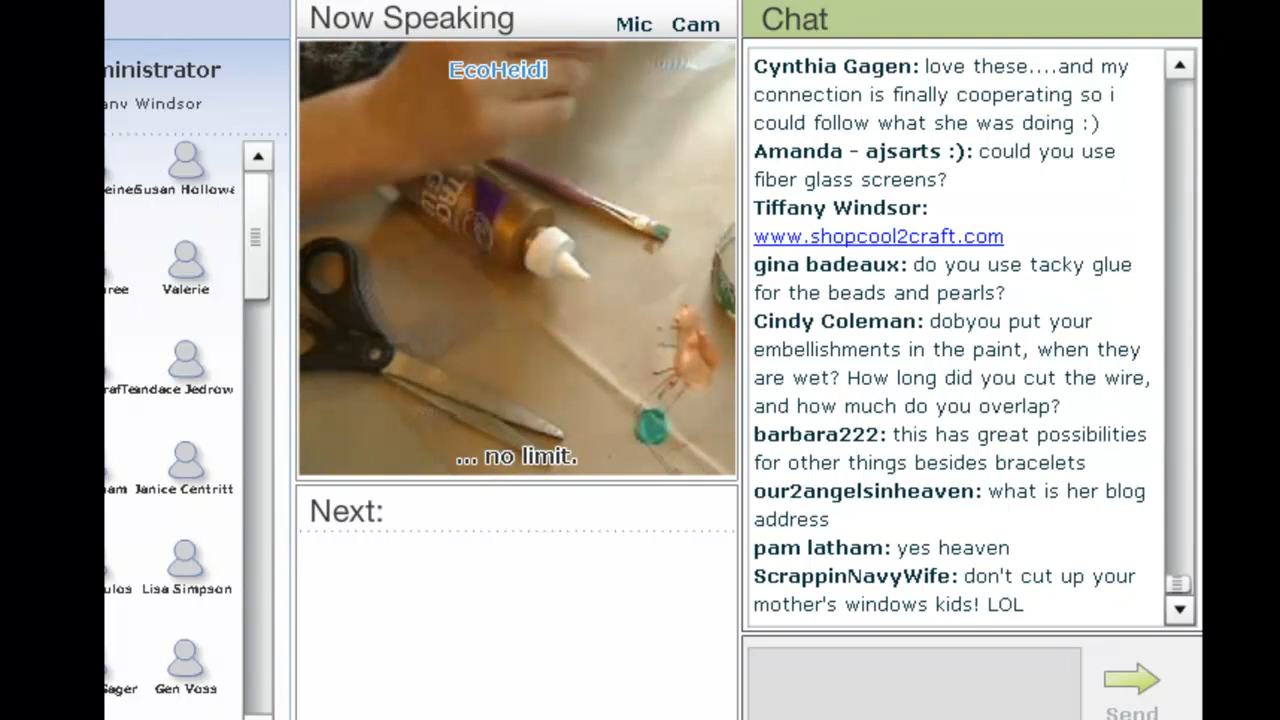 ministrator
any Windsor
Susan Hollowa
ree
Valerie
Candace Jedrow
am
Janice Centritt
ulos
Lisa Simpson
Gager
Gen Voss
Now Speaking
Mic Cam
EcoHeidi
... no limit.
Next:
Chat
Cynthia Gagen: love these....and my
connection is finally cooperating so i
could follow what she was doing :)
Amanda - ajsarts :): could you use
fiber glass screens?
Tiffany Windsor:
www.shopcool2craft.com
gina badeaux: do you use tacky glue
for the beads and pearls?
Cindy Coleman: dobyou put your
embellishments in the paint, when they
are wet? How long did you cut the wire,
and how much do you overlap?
barbara222: this has great possibilities
for other things besides bracelets
our2angelsinheaven: what is her blog
address
pam latham: yes heaven
ScrappinNavyWife: don't cut up your
mother's windows kids! LOL
Send